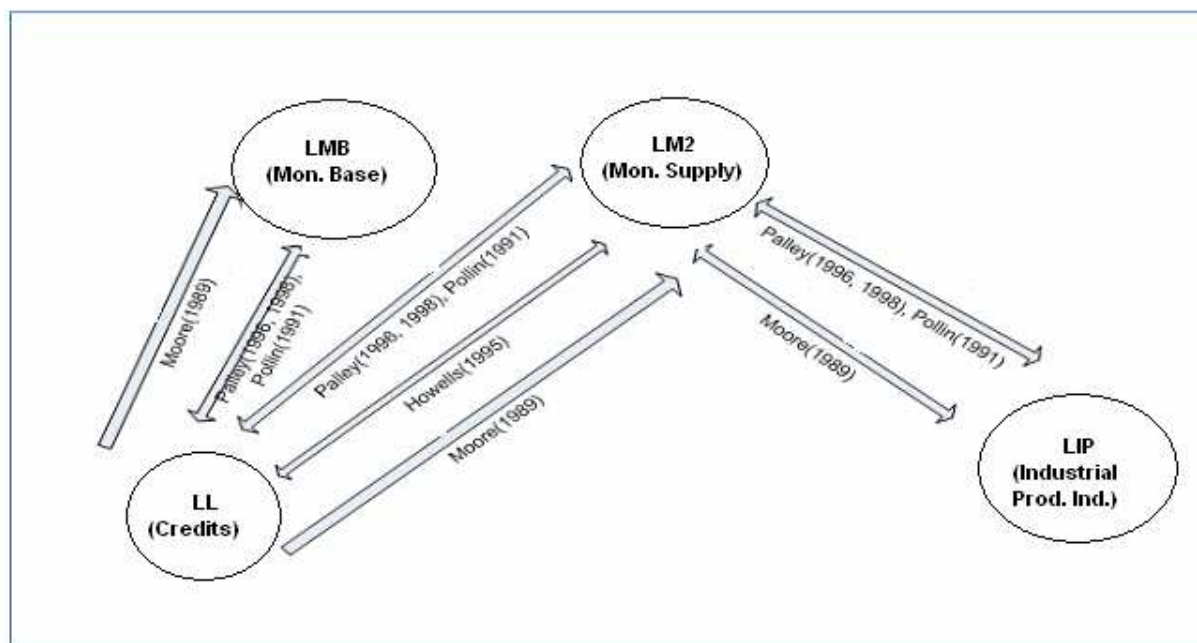 LMB
(Mon. Base)
LM2
(Mon. Supply)
Moore(1989)
Palley(1996, 1998),
Pollin(1991)
Palley(1996, 1998), Pollin(1991)
Howells(1995)
Moore(1989)
Palley(1996, 1998), Pollin(1991)
Moore(1989)
LL
(Credits)
LIP
(Industrial
Prod. Ind.)